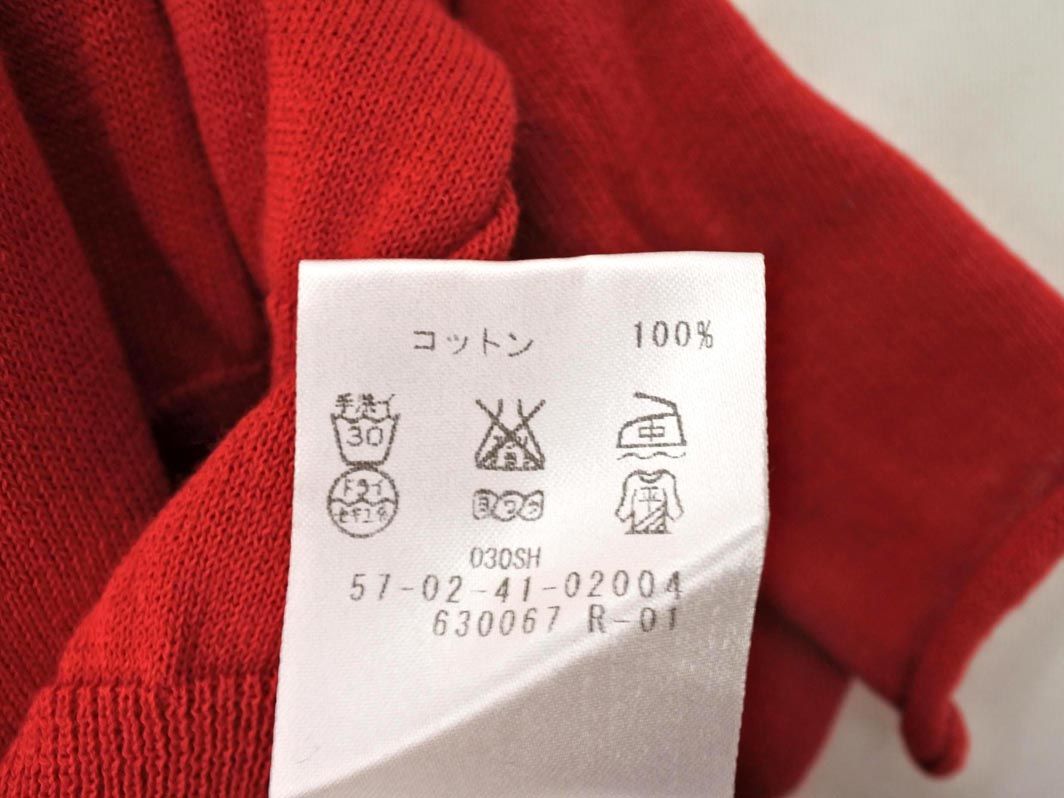 コットン 100%
手洗イ
30 中
ドライ 平
セキユ系
030SH
57-02-41-02004
630067 R-01